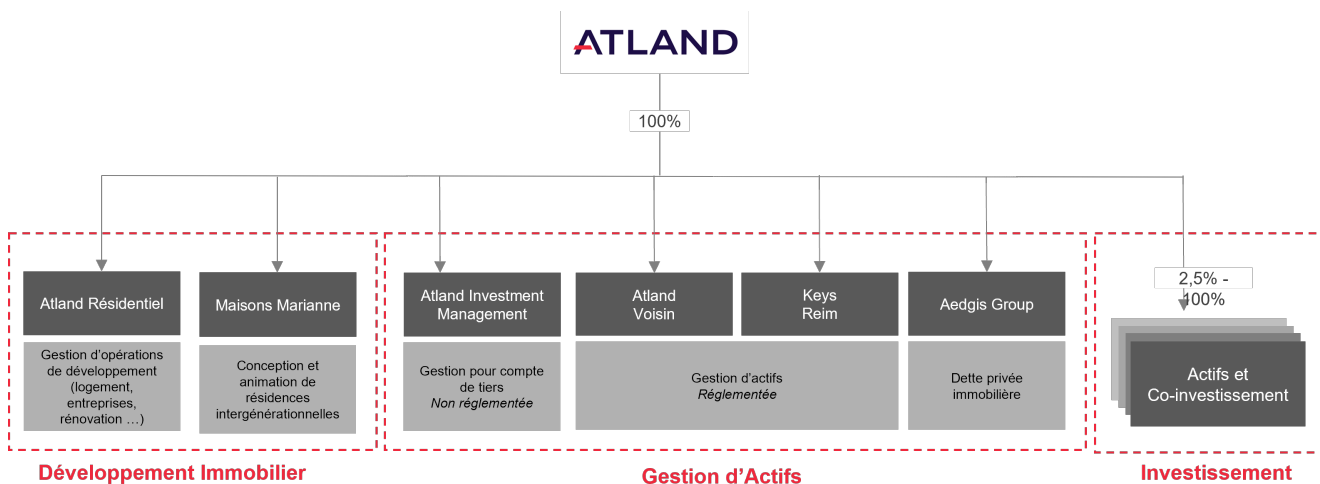 ATLAND
100%
2,5% -
100%
Atland Résidentiel
Maisons Marianne
Atland Investment
Management
Atland
Voisin
Keys
Reim
Aedgis Group
Gestion d'opérations
de développement
(logement,
entreprises,
rénovation …)
Conception et
animation de
résidences
intergénérationnelles
Gestion pour compte
de tiers
Non réglementée
Gestion d'actifs
Réglementée
Dette privée
immobilière
Actifs et
Co-investissement
Développement Immobilier
Gestion d'Actifs
Investissement